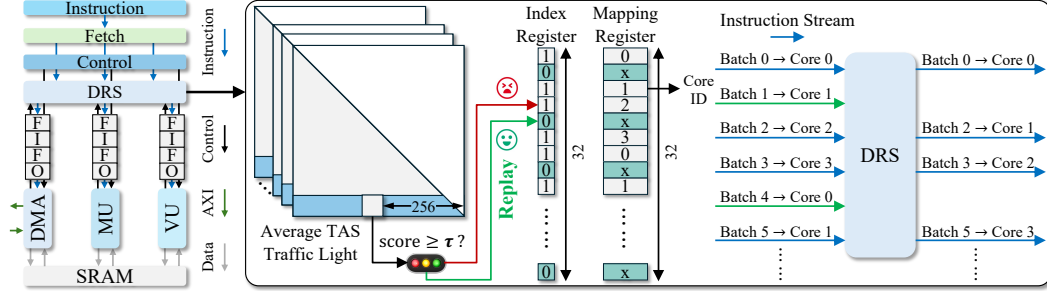 Instruction
Fetch
Control
DRS
F
I
F
O
F
I
F
O
F
I
F
O
DMA
MU
VU
SRAM
Instruction
Control
AXI
Data
256
Average TAS
Traffic Light
score ≥ τ ?
Replay
Index
Register
1
0
1
1
0
1
1
0
1
0
32
Mapping
Register
0
x
1
2
x
3
0
x
1
x
32
Core
ID
Instruction Stream
Batch 0→Core 0
Batch 1→Core 1
Batch 2→Core 2
Batch 3→Core 3
Batch 4→Core 0
Batch 5→Core 1
DRS
Batch 0→Core 0
Batch 2→Core 1
Batch 3→Core 2
Batch 5→Core 3